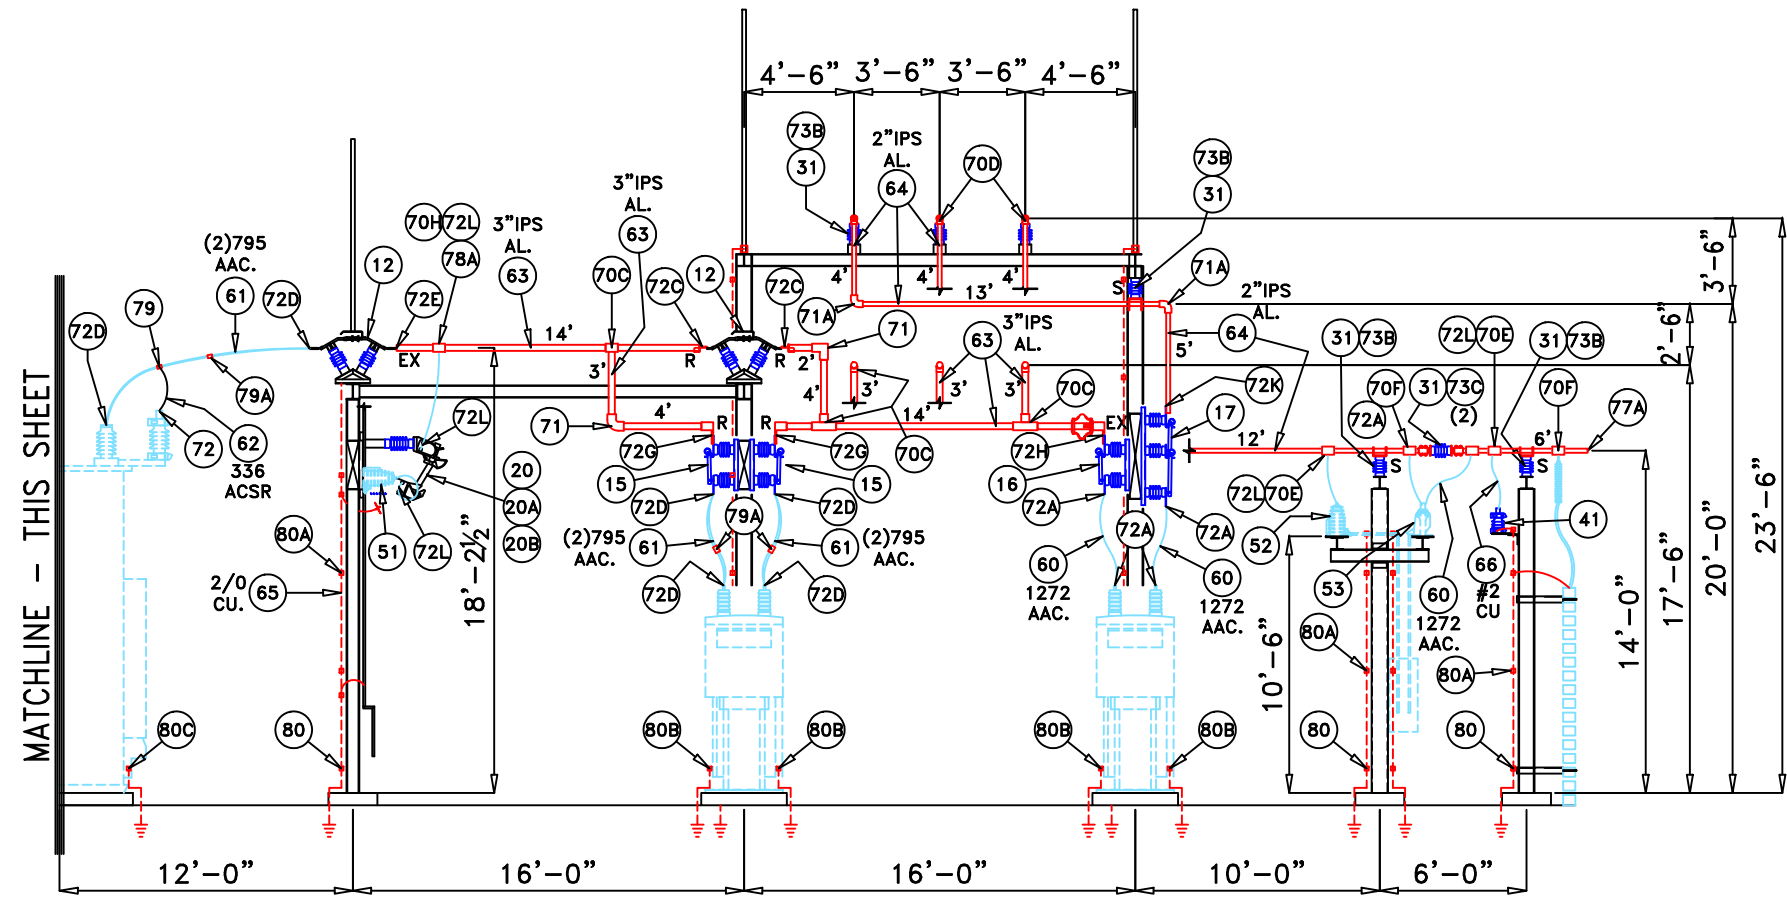 4'-6"
3'-6"
3'-6"
4'-6"
73B
31
2"IPS
AL.
64
70D
73B
31
3"IPS
AL.
63
70H
72L
78A
3"IPS
AL.
63
(2)795
AAC.
61
12
72D
72E
79
72D
79A
EX
14'
70C
72C
12
72C
R
R
3'
2'
71
4'
4'
4'
4'
13'
71A
S
71A
2"IPS
AL.
64
5'
3"IPS
AL.
63
3'
3'
3'
4'
14'
70C
70C
72K
17
EX
31
73B
72L
70E
31
73B
70F
31
73C
(2)
72A
70F
77A
12'
6'
S
S
3'-6"
2'-6"
72
62
336
ACSR
72L
20
20A
20B
51
72L
71
4'
R
R
72G
72G
15
15
72D
72D
79A
(2)795
AAC.
61
61
(2)795
AAC.
72D
72D
72H
16
72A
72A
72A
60
1272
AAC.
60
1272
AAC.
72L
70E
52
53
60
1272
AAC.
66
#2
CU
41
80A
2/0
CU.
65
18'-2½"
80A
80A
10'-6"
14'-0"
17'-6"
20'-0"
23'-6"
MATCHLINE - THIS SHEET
80C
80
80B
80B
80B
80B
80
80
12'-0"
16'-0"
16'-0"
10'-0"
6'-0"